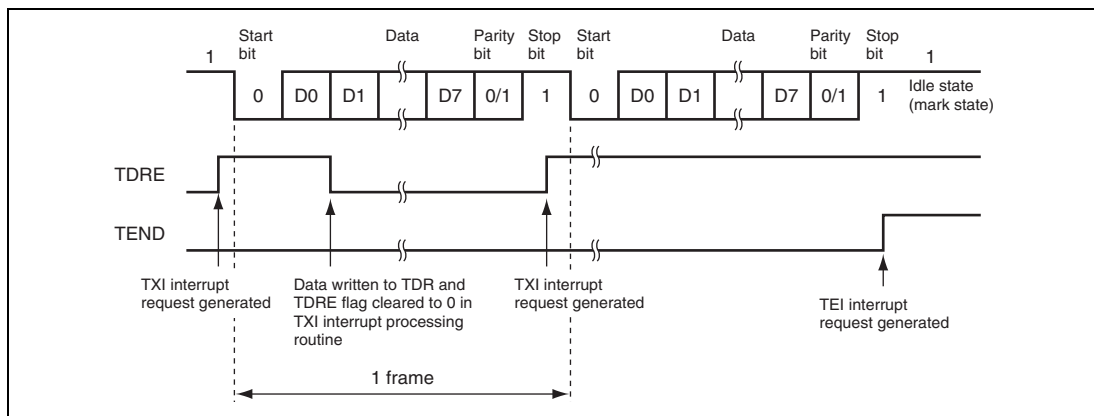 1
Start
bit
Data
Parity
bit
Stop
bit
Start
bit
Data
Parity
bit
Stop
bit
1
0
D0
D1
D7
0/1
1
0
D0
D1
D7
0/1
1
Idle state
(mark state)
TDRE
TEND
TXI interrupt
request generated
Data written to TDR and
TDRE flag cleared to 0 in
TXI interrupt processing
routine
TXI interrupt
request generated
TEI interrupt
request generated
1 frame